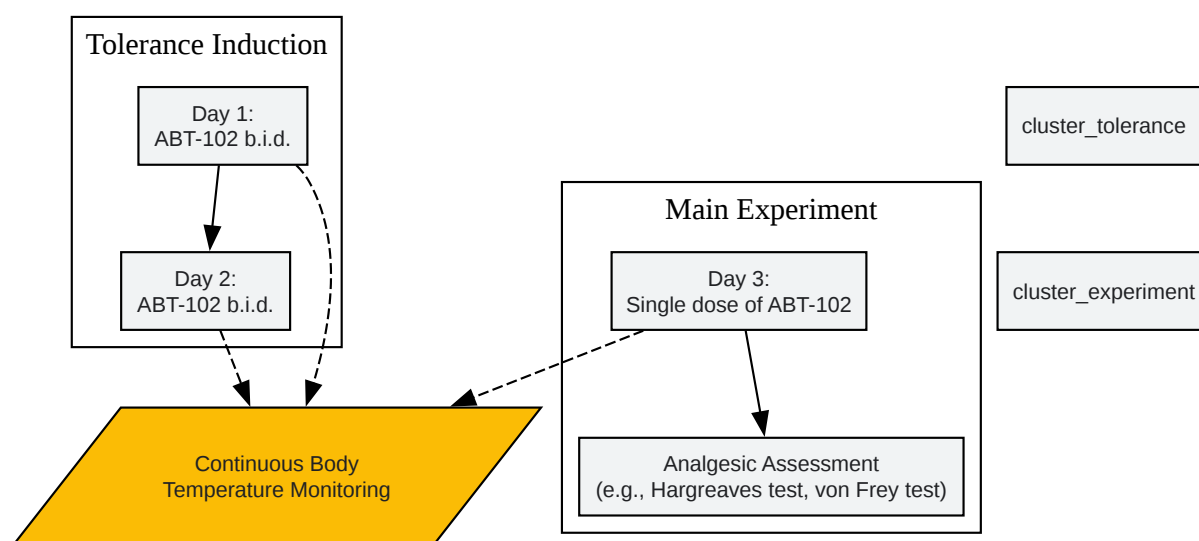 Tolerance Induction
Day 1:
ABT-102 b.i.d.
cluster_tolerance
Main Experiment
Day 2:
ABT-102 b.i.d.
Day 3:
Single dose of ABT-102
cluster_experiment
Continuous Body
Temperature Monitoring
Analgesic Assessment
(e.g., Hargreaves test, von Frey test)